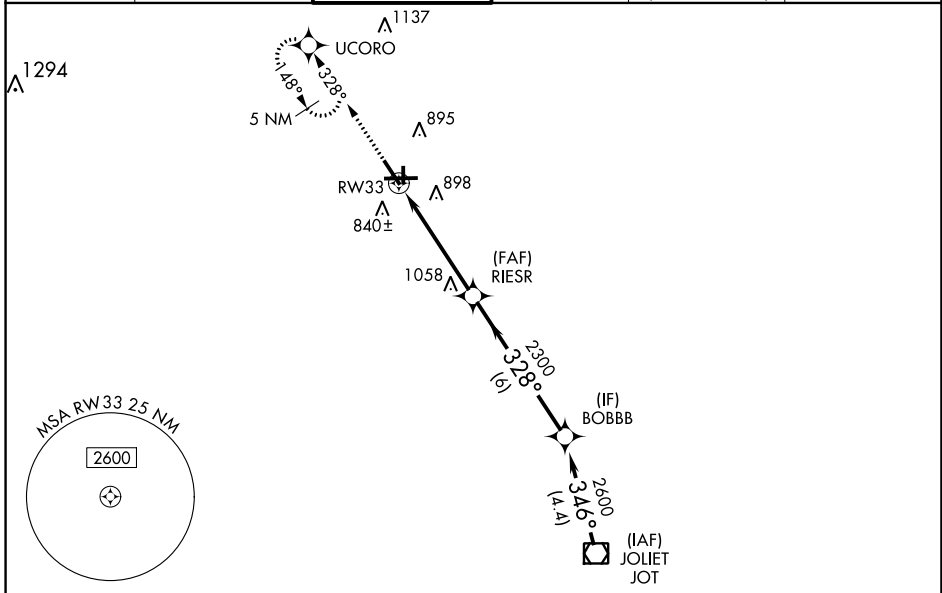 1137
UCORO
1294
148°
328°
5 NM
895
RW33
898
840±
(FAF)
RIESR
1058
2300
328°
(6)
(IF)
BOBBB
MSA RW33 25 NM
2600
2600
346°
(4.4)
(IAF)
JOLIET
JOT